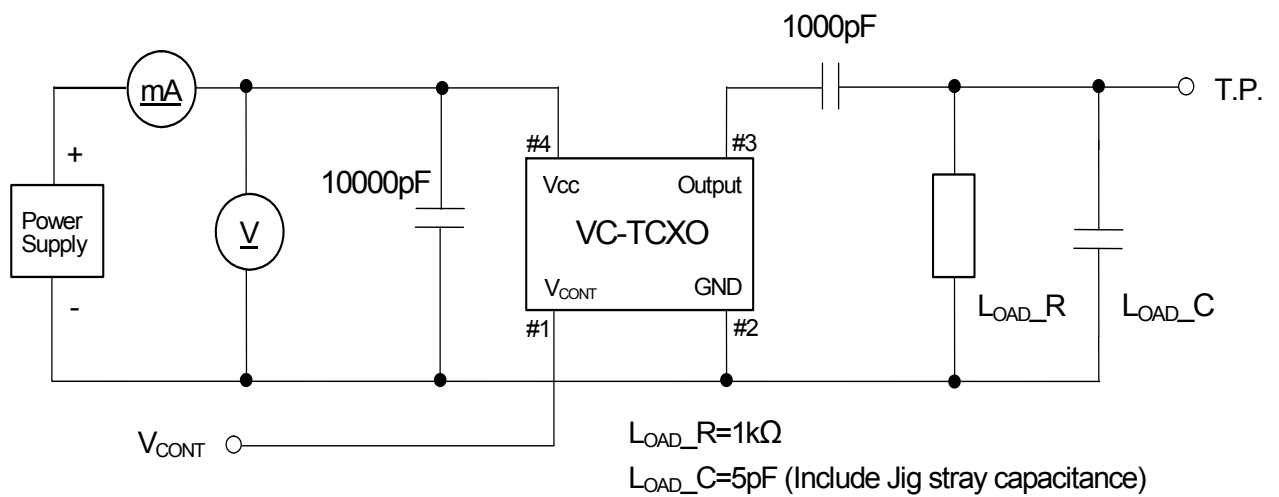 1000pF
mA
T.P.
+
#4
#3
10000pF
Vcc
Output
Power
Supply
V
VC-TCXO
-
VCONT
GND
#1
#2
LOAD_R
LOAD_C
VCONT
LOAD_R=1kΩ
LOAD_C=5pF (Include Jig stray capacitance)